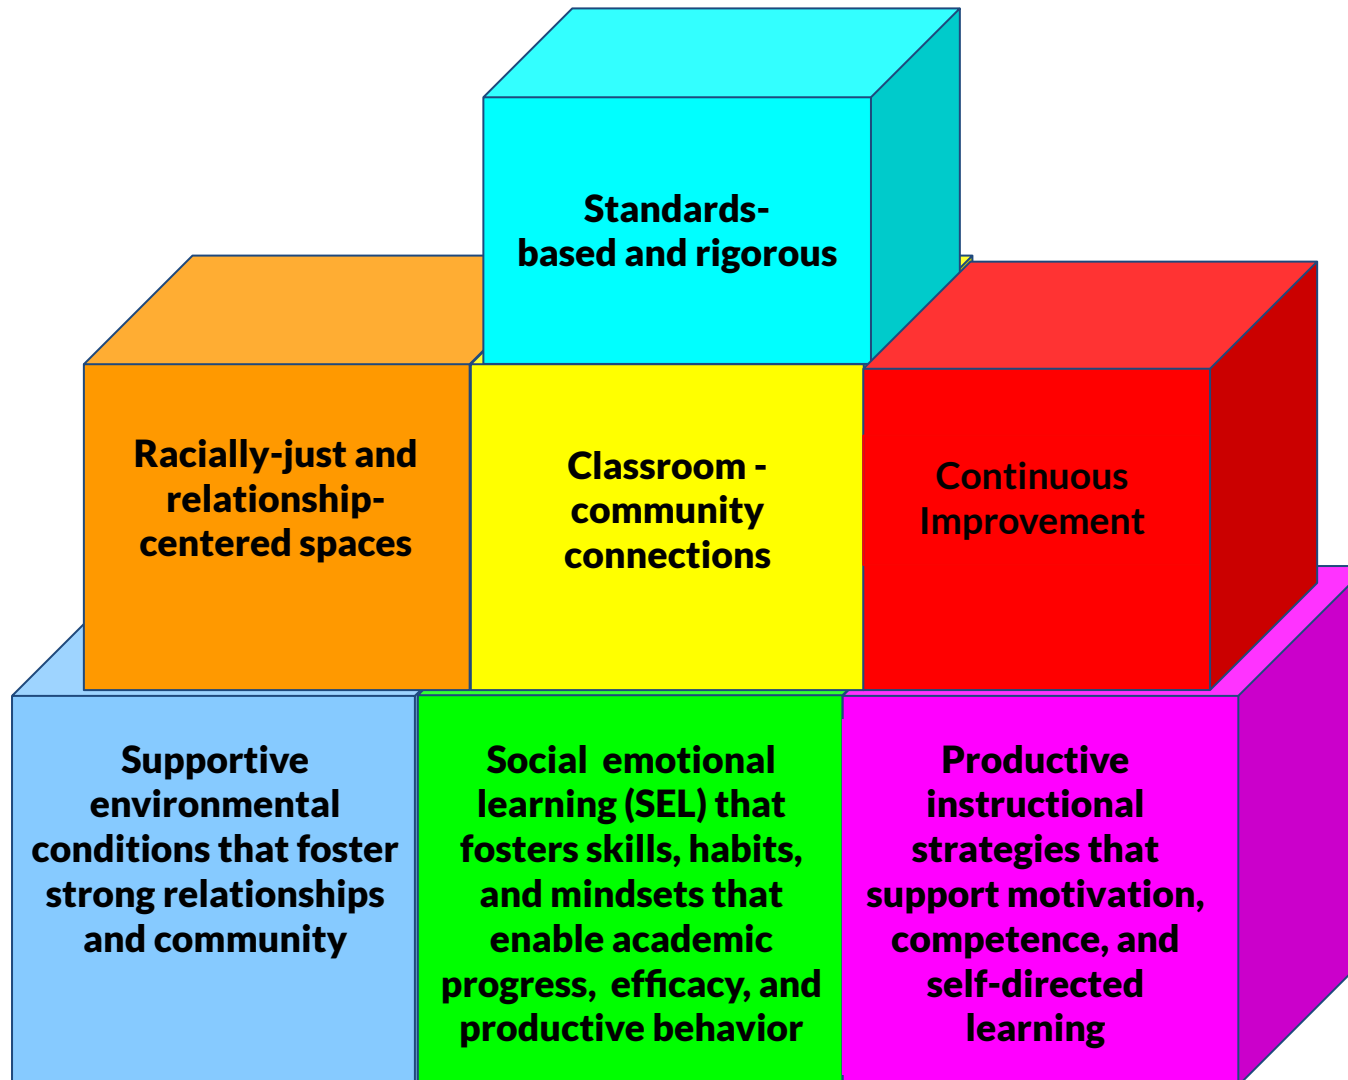 Standards-
based and rigorous
Racially-just and
relationship-
centered spaces
Classroom -
community
connections
Continuous
Improvement
Supportive
environmental
conditions that foster
strong relationships
and community
Social  emotional
learning (SEL) that
fosters skills, habits,
and mindsets that
enable academic
progress,  efficacy, and
productive behavior
Productive
instructional
strategies that
support motivation,
competence, and
self-directed
learning